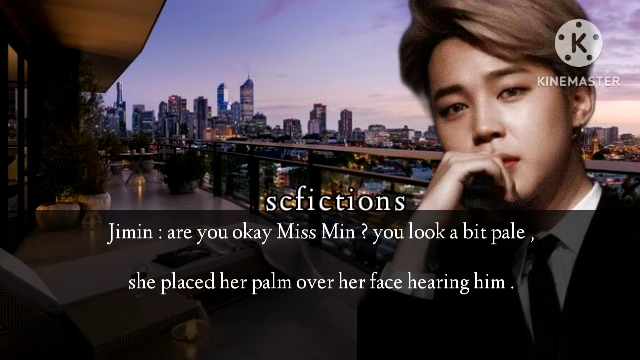 KINEMASTER
scfictions
Jimin : are you okay Miss Min ? you look a bit pale ,
she placed her palm over her face hearing him .